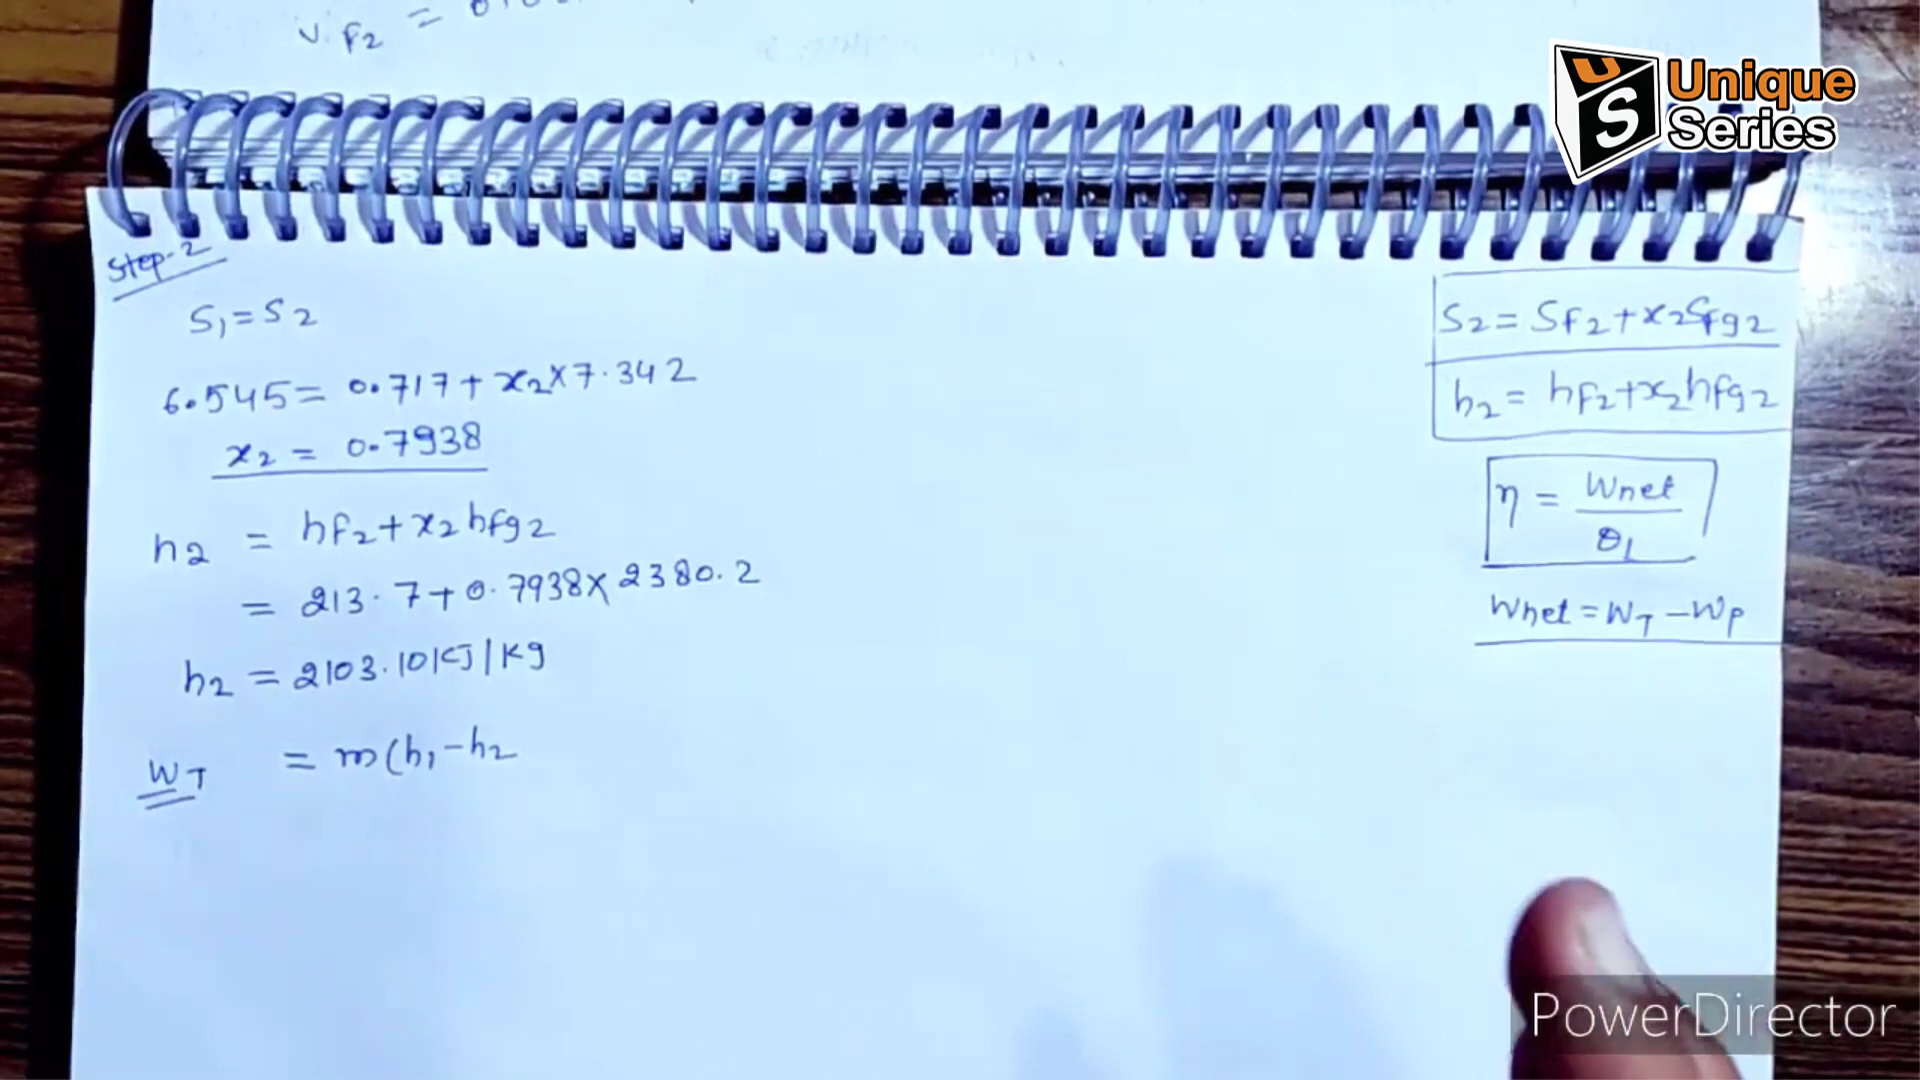 V.f2 =
US Unique
Series
Step-2
S1 = S2
6.545 = 0.717 + x2 × 7.342
x2 = 0.7938
h2 = hf2 + x2 hfg2
= 213.7 + 0.7938 × 2380.2
h2 = 2103.10 KJ/Kg
WT = m(h1 - h2
S2 = Sf2 + x2 Sfg2
h2 = hf2 + x2 hfg2
η = Wnet / Q1
Wnet = WT - WP
PowerDirector